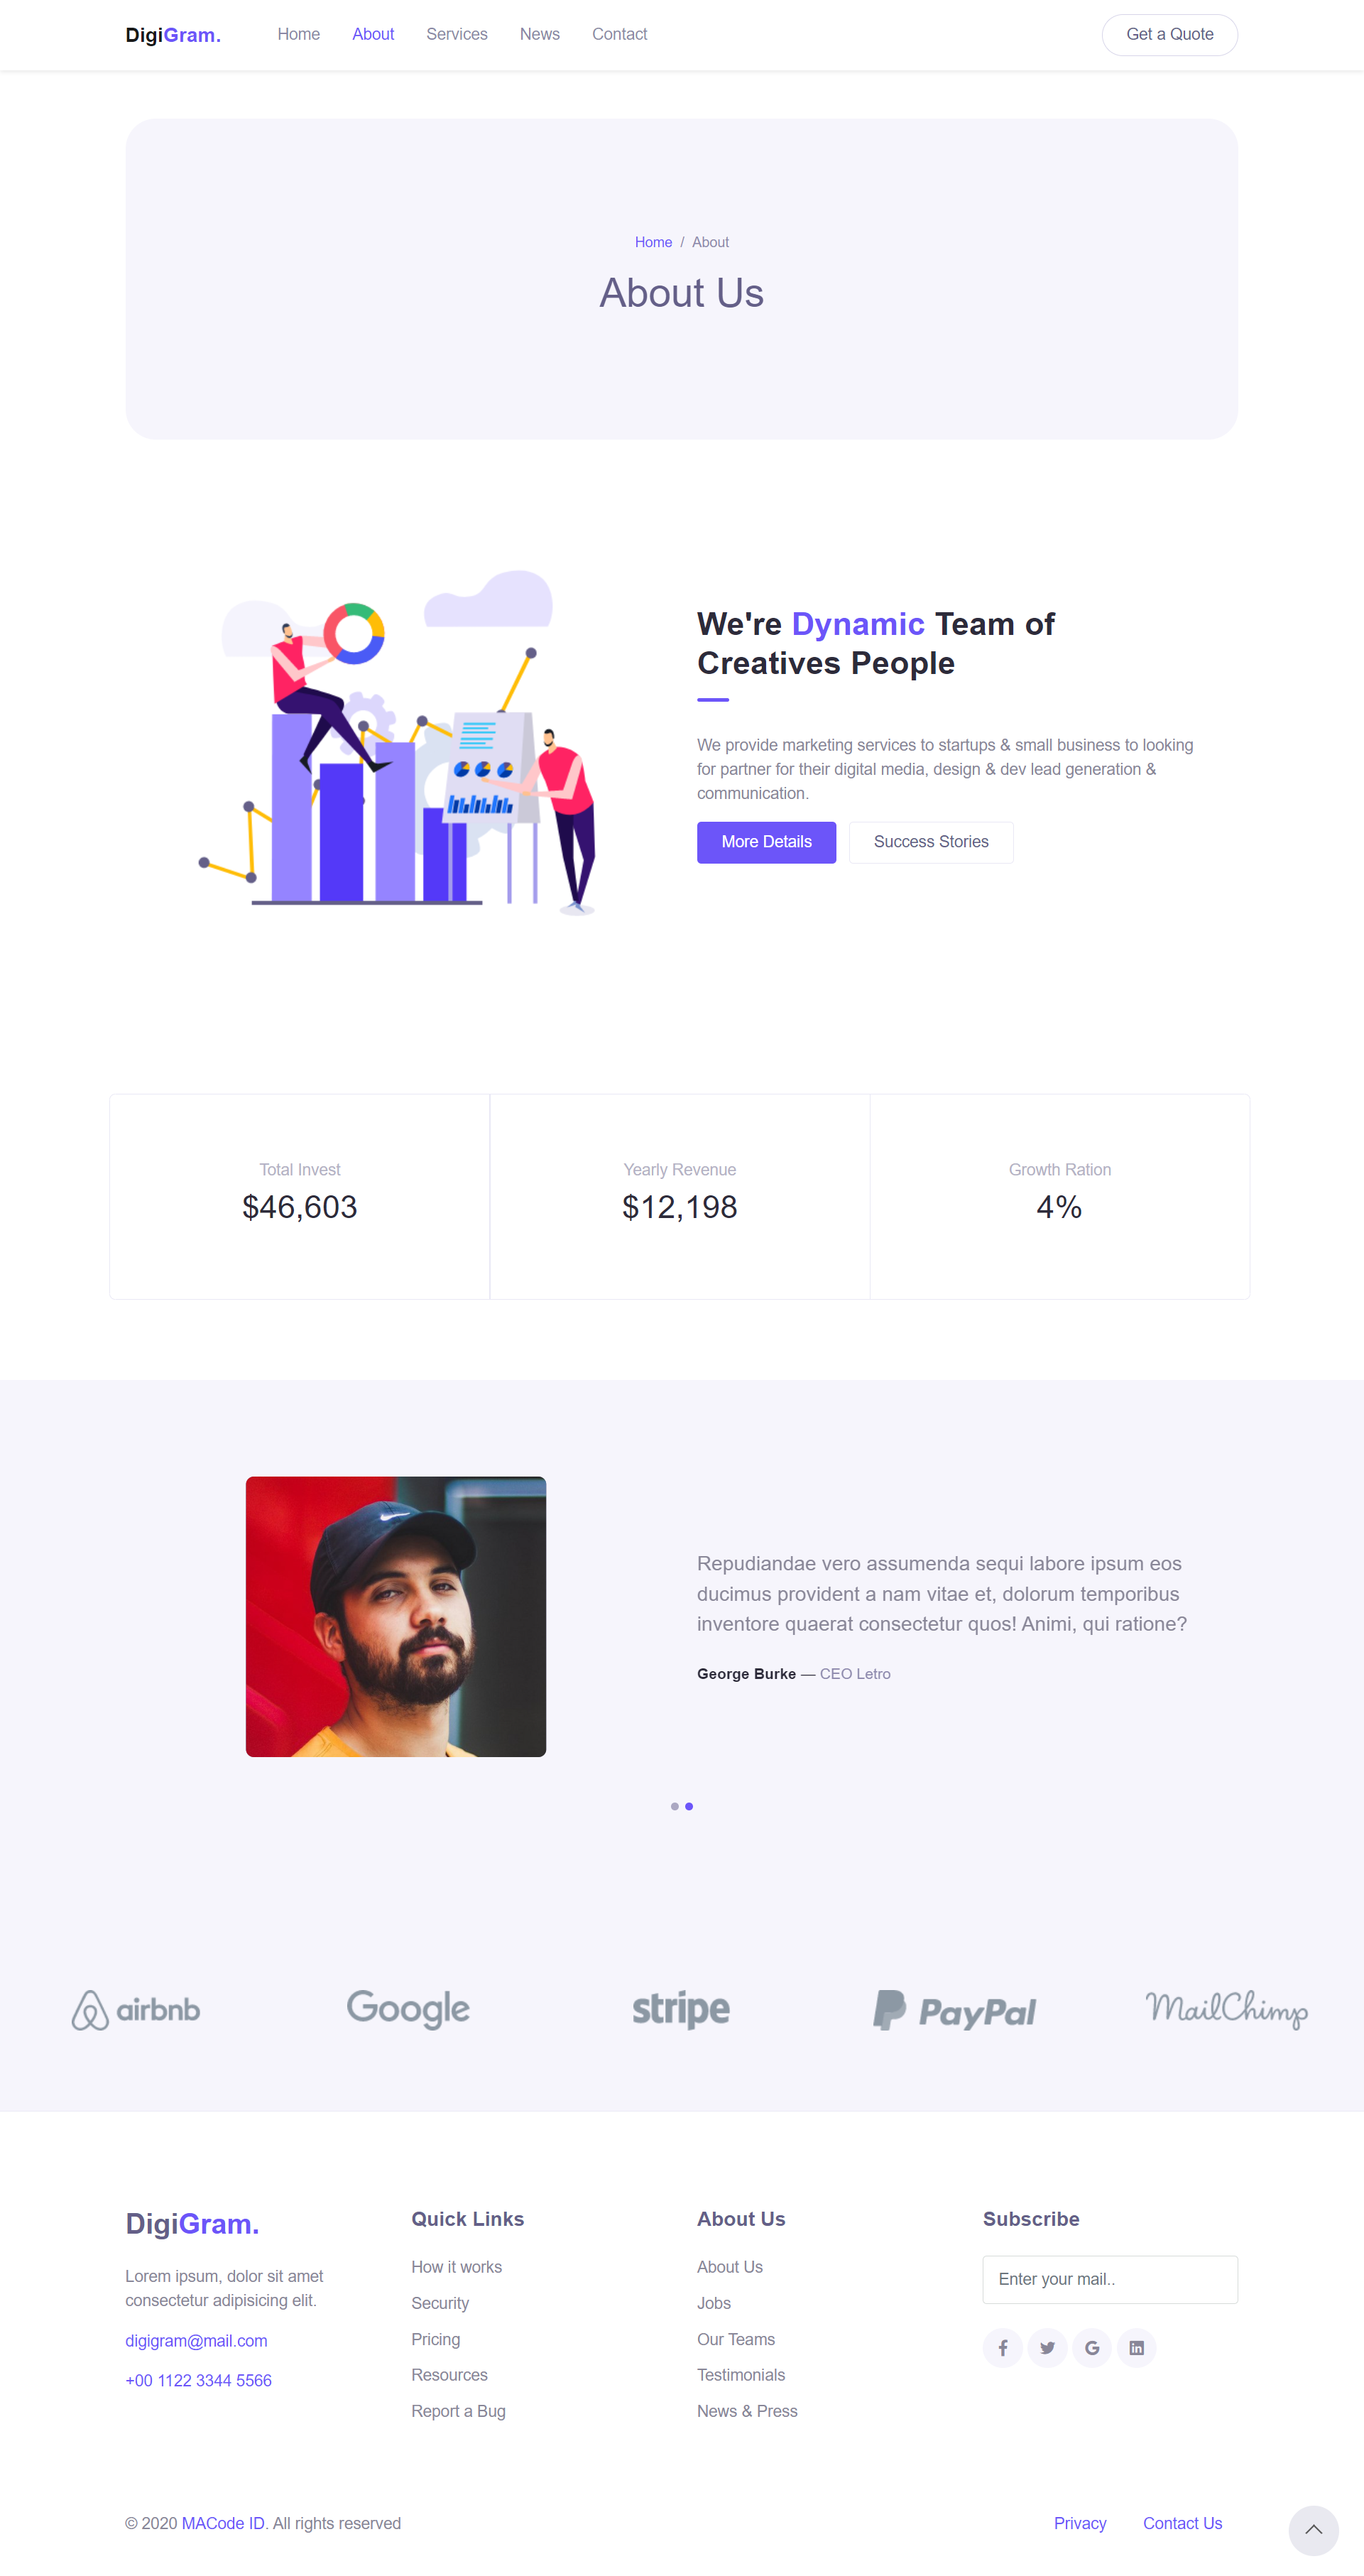 DigiGram.
Home
About
Services
News
Contact
Get a Quote
Home / About
About Us
We're Dynamic Team of
Creatives People
We provide marketing services to startups & small business to looking
for partner for their digital media, design & dev lead generation &
communication.
More Details
Success Stories
Total Invest
$46,603
Yearly Revenue
$12,198
Growth Ration
4%
Repudiandae vero assumenda sequi labore ipsum eos
ducimus provident a nam vitae et, dolorum temporibus
inventore quaerat consectetur quos! Animi, qui ratione?
George Burke — CEO Letro
airbnb
Google
stripe
PayPal
MailChimp
DigiGram.
Lorem ipsum, dolor sit amet
consectetur adipisicing elit.
digigram@mail.com
+00 1122 3344 5566
Quick Links
How it works
Security
Pricing
Resources
Report a Bug
About Us
About Us
Jobs
Our Teams
Testimonials
News & Press
Subscribe
Enter your mail..
© 2020 MACode ID. All rights reserved
Privacy
Contact Us